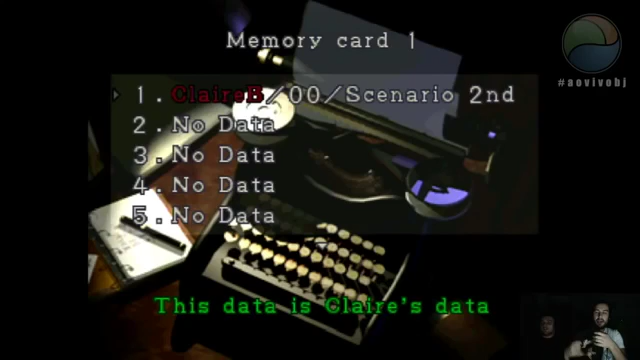 Memory card 1
#aovivobj
1. ClaireB/00/Scenario 2nd
2. No Data
3. No Data
4. No Data
5. No Data
This data is Claire's data